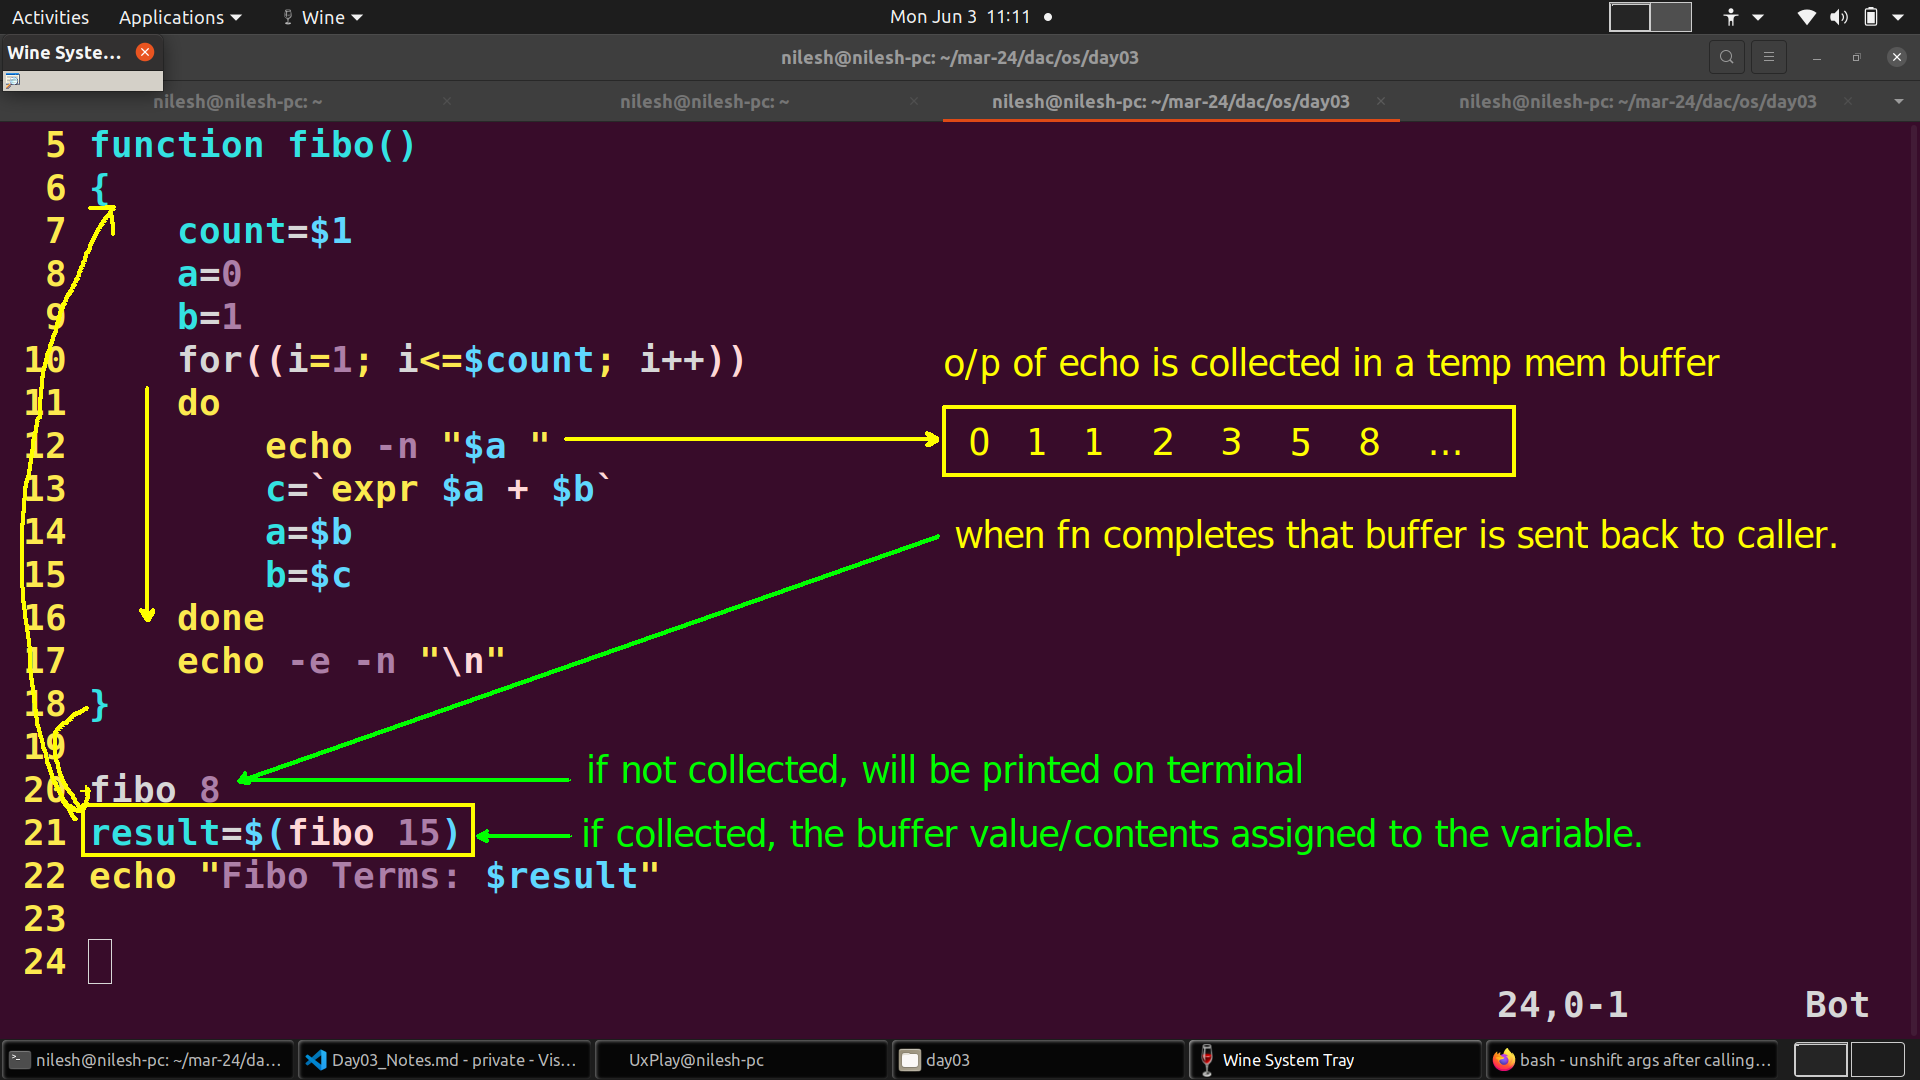 Activities Applications Wine Mon Jun 3 11:11
Wine Syste...
nilesh@nilesh-pc: ~/mar-24/dac/os/day03
nilesh@nilesh-pc: ~ nilesh@nilesh-pc: ~ nilesh@nilesh-pc: ~/mar-24/dac/os/day03 nilesh@nilesh-pc: ~/mar-24/dac/os/day03
5 function fibo()
6 {
7 count=$1
8 a=0
9 b=1
10 for((i=1; i<=$count; i++))
o/p of echo is collected in a temp mem buffer
11 do
12 echo -n "$a "
0 1 1 2 3 5 8 ...
13 c=`expr $a + $b`
14 a=$b
when fn completes that buffer is sent back to caller.
15 b=$c
16 done
17 echo -e -n "\n"
18 }
19
20 fibo 8
if not collected, will be printed on terminal
21 result=$(fibo 15)
if collected, the buffer value/contents assigned to the variable.
22 echo "Fibo Terms: $result"
23
24
24,0-1 Bot
nilesh@nilesh-pc: ~/mar-24/da... Day03_Notes.md - private - Vis... UxPlay@nilesh-pc day03 Wine System Tray bash - unshift args after calling...